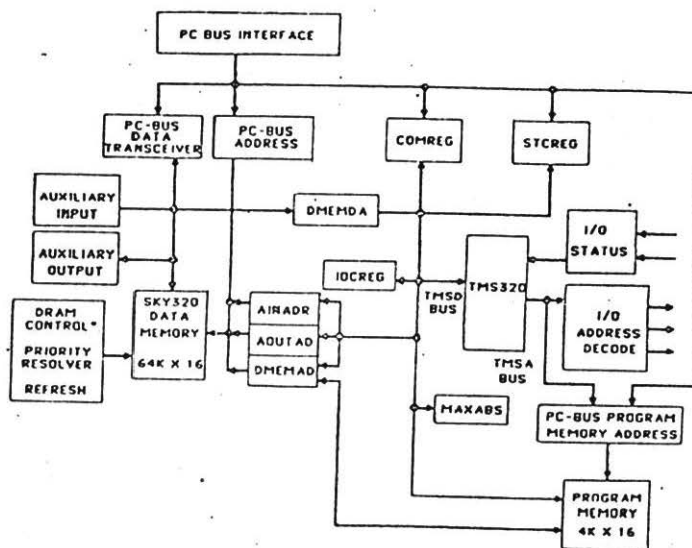 PC BUS INTERFACE
PC-BUS
DATA
TRANSCEIVER
PC-BUS
ADDRESS
COMREG
STCREG
AUXILIARY
INPUT
DMEMDA
I/O
STATUS
AUXILIARY
OUTPUT
IOCREG
TMS320
TMSD
BUS
SKY320
DATA
MEMORY
64K X 16
DRAM
CONTROL*
PRIORITY
RESOLVER
REFRESH
AINADR
AOUTAD
DMEMAD
I/O
ADDRESS
DECODE
TMSA
BUS
MAXABS
PC-BUS PROGRAM
MEMORY ADDRESS
PROGRAM
MEMORY
4K X 16